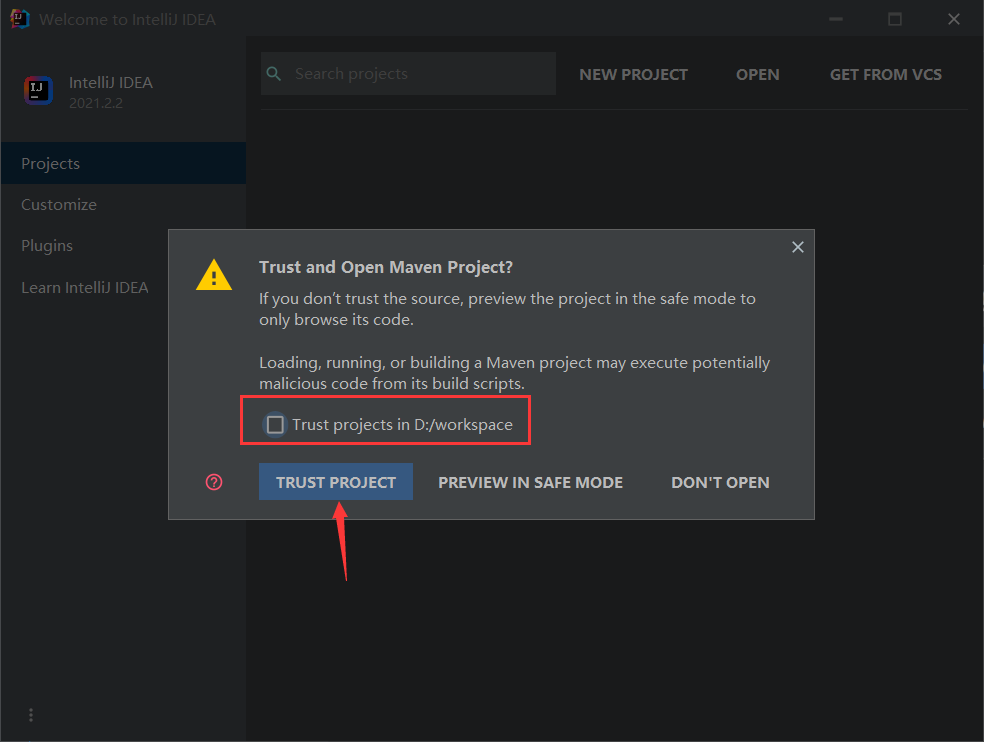 Welcome to IntelliJ IDEA
IJ
IntelliJ IDEA
2021.2.2
Search projects
NEW PROJECT
OPEN
GET FROM VCS
Projects
Customize
Plugins
Learn IntelliJ IDEA
Trust and Open Maven Project?
If you don’t trust the source, preview the project in the safe mode to
only browse its code.
Loading, running, or building a Maven project may execute potentially
malicious code from its build scripts.
Trust projects in D:/workspace
TRUST PROJECT
PREVIEW IN SAFE MODE
DON'T OPEN